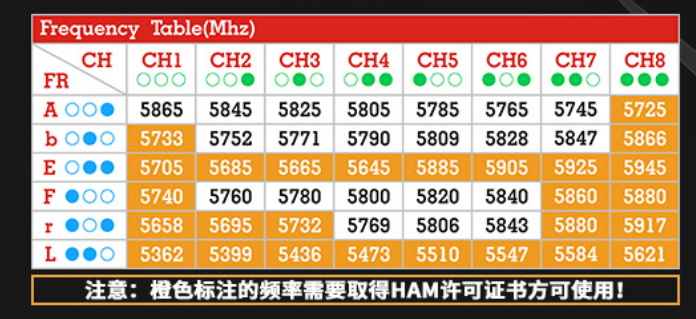 Frequency Table(Mhz)
CH CH1 CH2 CH3 CH4 CH5 CH6 CH7 CH8
FR
A 5865 5845 5825 5805 5785 5765 5745 5725
b 5733 5752 5771 5790 5809 5828 5847 5866
E 5705 5685 5665 5645 5885 5905 5925 5945
F 5740 5760 5780 5800 5820 5840 5860 5880
r 5658 5695 5732 5769 5806 5843 5880 5917
L 5362 5399 5436 5473 5510 5547 5584 5621
注意：橙色标注的频率需要取得HAM许可证书方可使用！